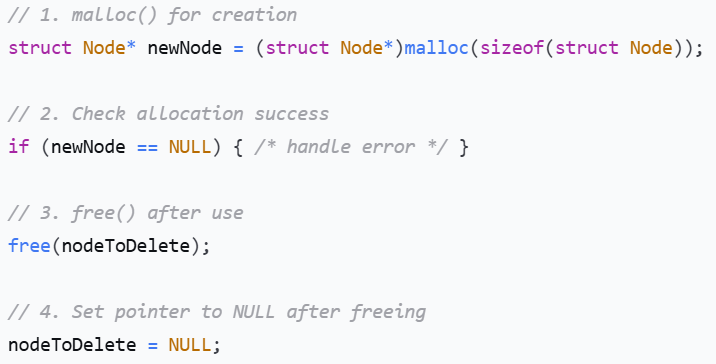 // 1. malloc() for creation
struct Node* newNode = (struct Node*)malloc(sizeof(struct Node));
// 2. Check allocation success
if (newNode == NULL) { /* handle error */ }
// 3. free() after use
free(nodeToDelete);
// 4. Set pointer to NULL after freeing
nodeToDelete = NULL;